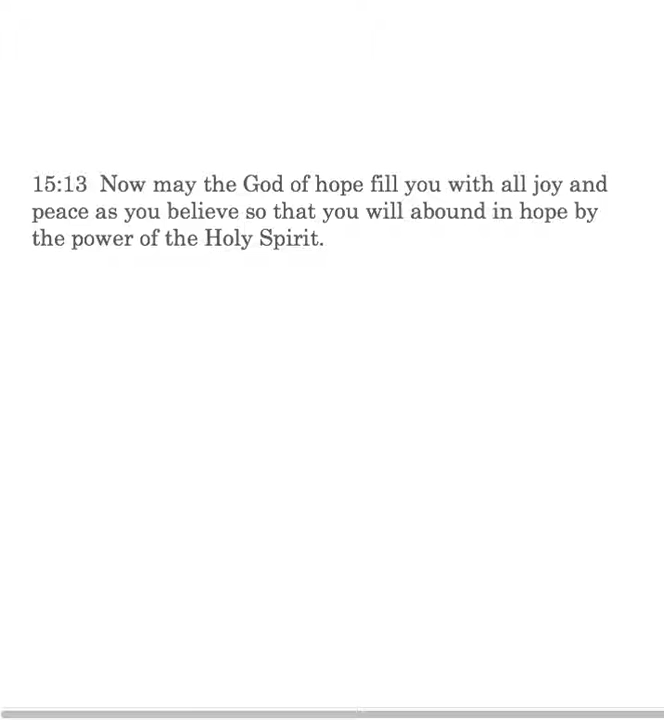 15:13 Now may the God of hope fill you with all joy and
peace as you believe so that you will abound in hope by
the power of the Holy Spirit.